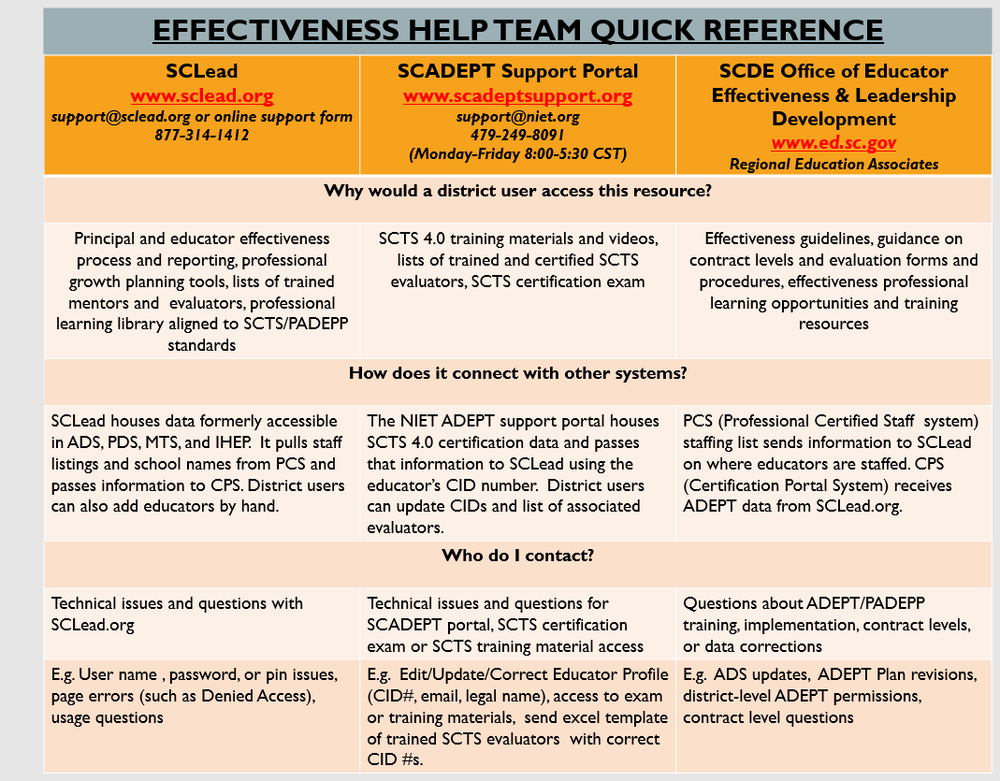 EFFECTIVENESS HELP TEAM QUICK REFERENCE
SCLead
www.sclead.org
support@sclead.org or online support form
877-314-1412
SCADEPT Support Portal
www.scadeptsupport.org
support@niet.org
479-249-8091
(Monday-Friday 8:00-5:30 CST)
SCDE Office of Educator
Effectiveness & Leadership
Development
www.ed.sc.gov
Regional Education Associates
Why would a district user access this resource?
Principal and educator effectiveness
process and reporting, professional
growth planning tools, lists of trained
mentors and evaluators, professional
learning library aligned to SCTS/PADEPP
standards
SCTS 4.0 training materials and videos,
lists of trained and certified SCTS
evaluators, SCTS certification exam
Effectiveness guidelines, guidance on
contract levels and evaluation forms and
procedures, effectiveness professional
learning opportunities and training
resources
How does it connect with other systems?
SCLead houses data formerly accessible
in ADS, PDS, MTS, and IHEP. It pulls staff
listings and school names from PCS and
passes information to CPS. District users
can also add educators by hand.
The NIET ADEPT support portal houses
SCTS 4.0 certification data and passes
that information to SCLead using the
educator's CID number. District users
can update CIDs and list of associated
evaluators.
PCS (Professional Certified Staff system)
staffing list sends information to SCLead
on where educators are staffed. CPS
(Certification Portal System) receives
ADEPT data from SCLead.org.
Who do I contact?
Technical issues and questions with
SCLead.org
Technical issues and questions for
SCADEPT portal, SCTS certification
exam or SCTS training material access
Questions about ADEPT/PADEPP
training, implementation, contract levels,
or data corrections
E.g. User name , password, or pin issues,
page errors (such as Denied Access),
usage questions
E.g. Edit/Update/Correct Educator Profile
(CID#, email, legal name), access to exam
or training materials, send excel template
of trained SCTS evaluators with correct
CID #s.
E.g. ADS updates, ADEPT Plan revisions,
district-level ADEPT permissions,
contract level questions